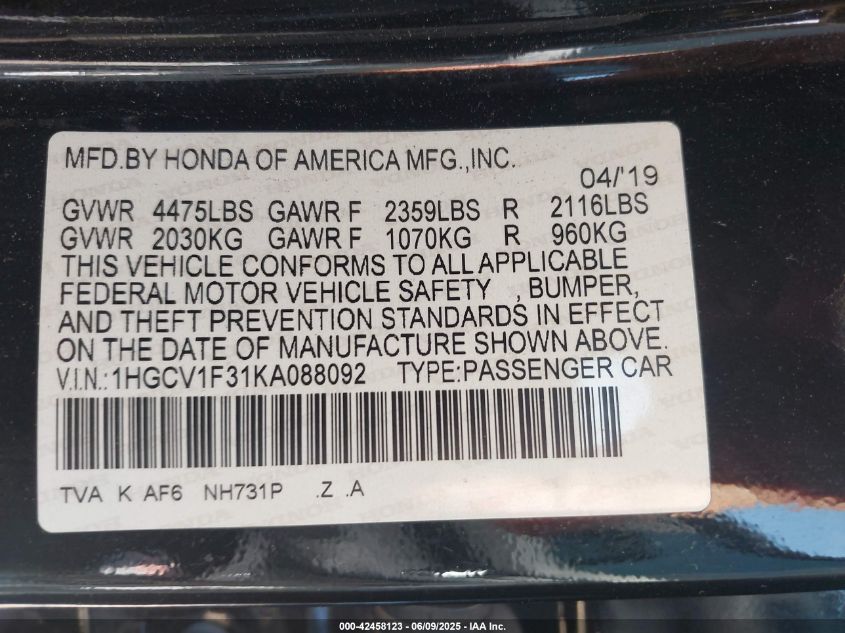 MFD.BY HONDA OF AMERICA MFG.,INC.
04/'19
GVWR 4475LBS GAWR F 2359LBS R 2116LBS
GVWR 2030KG GAWR F 1070KG R 960KG
THIS VEHICLE CONFORMS TO ALL APPLICABLE
FEDERAL MOTOR VEHICLE SAFETY , BUMPER,
AND THEFT PREVENTION STANDARDS IN EFFECT
ON THE DATE OF MANUFACTURE SHOWN ABOVE.
V.I.N.:1HGCV1F31KA088092 TYPE:PASSENGER CAR
TVA K AF6 NH731P .Z .A
000-42458123 - 06/09/2025 - IAA Inc.